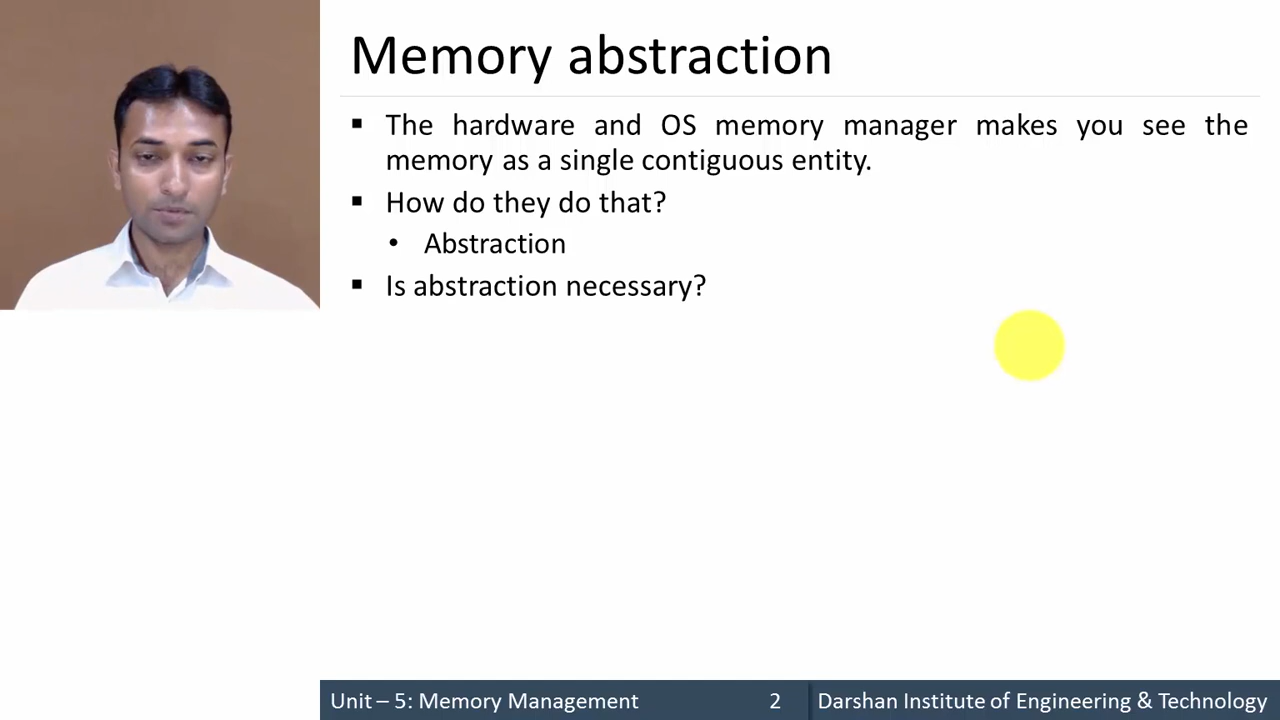 Memory abstraction
▪ The hardware and OS memory manager makes you see the
memory as a single contiguous entity.
▪ How do they do that?
• Abstraction
▪ Is abstraction necessary?
Unit – 5: Memory Management 2 Darshan Institute of Engineering & Technology